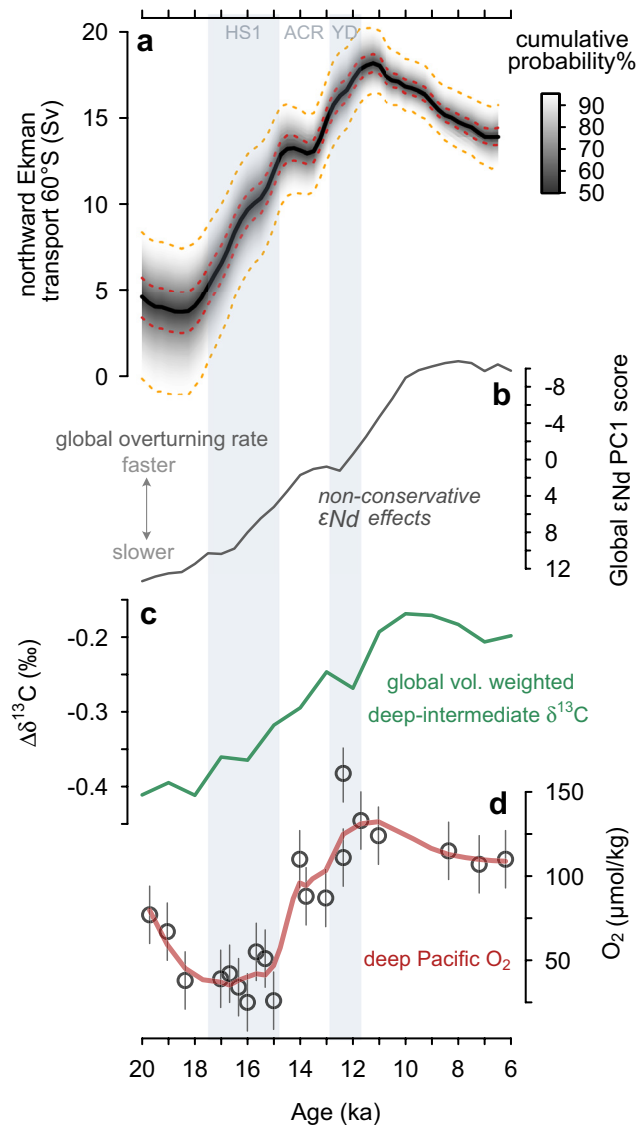 a
HS1
ACR
YD
cumulative
probability%
90
80
70
60
50
20
15
10
5
0
northward Ekman
transport 60°S (Sv)
b
-8
-4
0
4
8
12
Global εNd PC1 score
global overturning rate
faster
slower
non-conservative
εNd effects
c
-0.2
-0.3
-0.4
Δδ¹³C (‰)
global vol. weighted
deep-intermediate δ¹³C
d
150
100
50
O₂ (μmol/kg)
deep Pacific O₂
20
18
16
14
12
10
8
6
Age (ka)